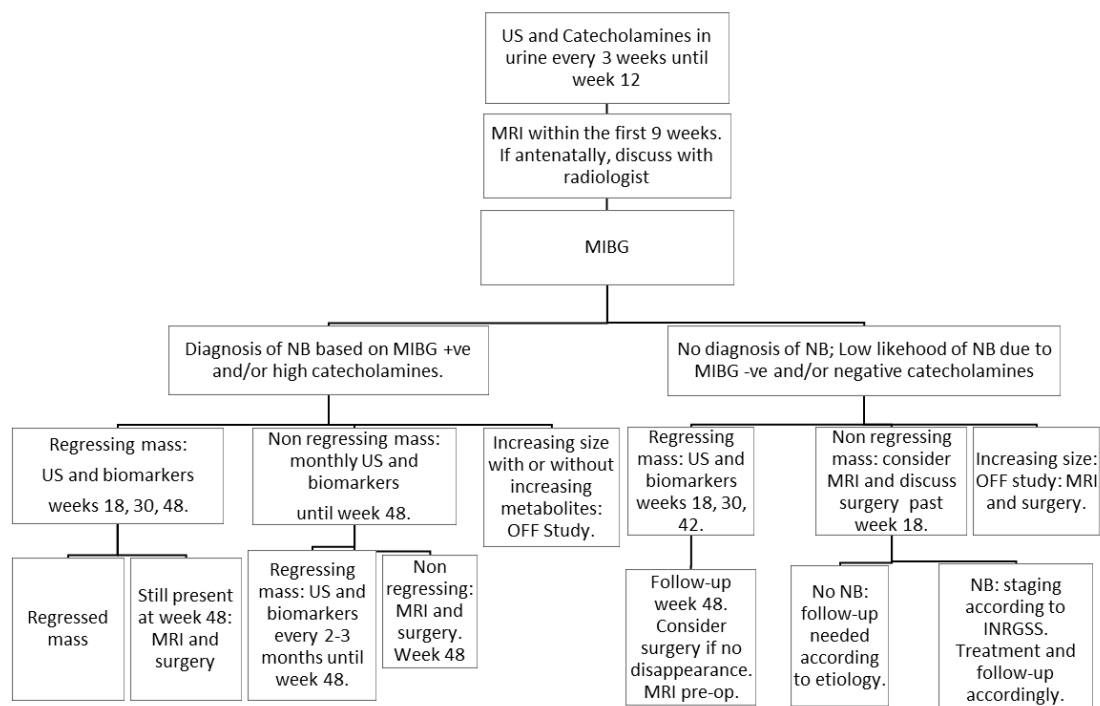 US and Catecholamines in
urine every 3 weeks until
week 12
MRI within the first 9 weeks.
If antenatally, discuss with
radiologist
MIBG
Diagnosis of NB based on MIBG +ve
and/or high catecholamines.
No diagnosis of NB; Low likehood of NB due to
MIBG -ve and/or negative catecholamines
Regressing mass:
US and biomarkers
weeks 18, 30, 48.
Non regressing mass:
monthly US and
biomarkers
until week 48.
Increasing size
with or without
increasing
metabolites:
OFF Study.
Regressing
mass: US and
biomarkers
weeks 18, 30,
42.
Non regressing
mass: consider
MRI and discuss
surgery past
week 18.
Increasing size:
OFF study: MRI
and surgery.
Regressed
mass
Still present
at week 48:
MRI and
surgery
Regressing
mass: US and
biomarkers
every 2-3
months until
week 48.
Non
regressing:
MRI and
surgery.
Week 48
Follow-up
week 48.
Consider
surgery if no
disappearance.
MRI pre-op.
No NB:
follow-up
needed
according
to etiology.
NB: staging
according to
INRGSS.
Treatment and
follow-up
accordingly.